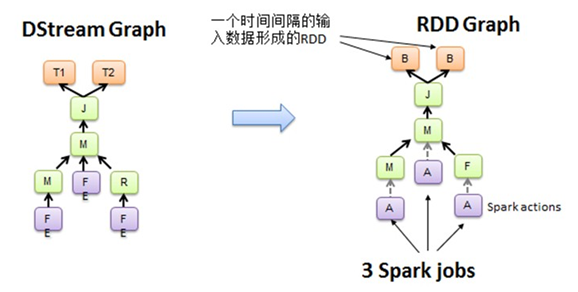 DStream Graph
T1 T2
J
M
M F E R
F E F E
一个时间间隔的输
入数据形成的RDD
RDD Graph
B B
J
M
M A F
A A Spark actions
3 Spark jobs